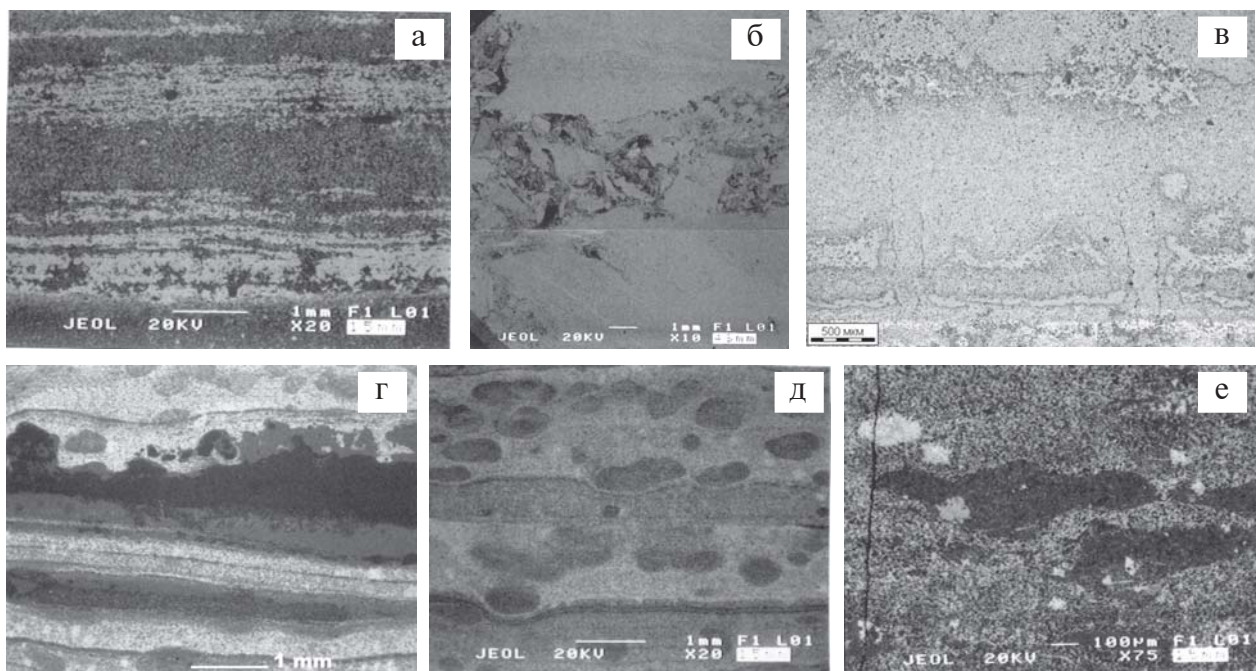 а
1mm F1 L01
JEOL 20KV X20 15mm
б
1mm F1 L01
JEOL 20KV X10
в
500 мкм
г
1 mm
д
1mm F1 L01
JEOL 20KV X20
е
100µm F1 L01
JEOL 20KV X75